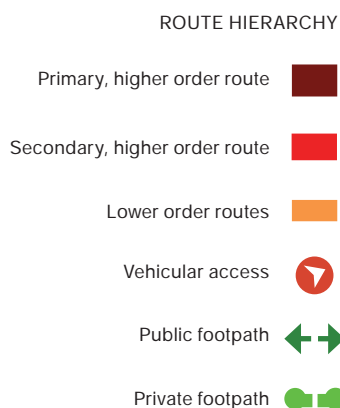 ROUTE HIERARCHY
Primary, higher order route
Secondary, higher order route
Lower order routes
Vehicular access
Public footpath
Private footpath